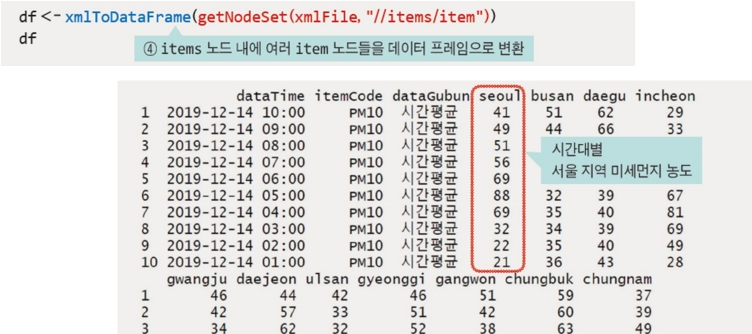 df <- xmlToDataFrame(getNodeSet(xmlFile, "//items/item"))
df
④ items 노드 내에 여러 item 노드들을 데이터 프레임으로 변환
dataTime itemCode dataGubun seoul busan daegu incheon
1 2019-12-14 10:00 PM10 시간평균 41 51 62 29
2 2019-12-14 09:00 PM10 시간평균 49 44 66 33
3 2019-12-14 08:00 PM10 시간평균 51
4 2019-12-14 07:00 PM10 시간평균 56
5 2019-12-14 06:00 PM10 시간평균 69
시간대별
서울 지역 미세먼지 농도
6 2019-12-14 05:00 PM10 시간평균 88 32 39 67
7 2019-12-14 04:00 PM10 시간평균 69 35 40 81
8 2019-12-14 03:00 PM10 시간평균 32 34 39 69
9 2019-12-14 02:00 PM10 시간평균 22 35 40 49
10 2019-12-14 01:00 PM10 시간평균 21 36 43 28
gwangju daejeon ulsan gyeonggi gangwon chungbuk chungnam
1 46 44 42 46 51 59 37
2 42 57 33 51 42 60 39
3 34 62 32 52 38 63 49